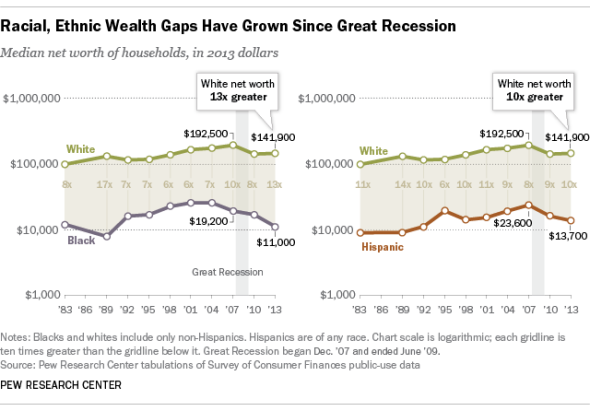 Racial, Ethnic Wealth Gaps Have Grown Since Great Recession
Median net worth of households, in 2013 dollars
White net worth
13x greater
$1,000,000
$192,500
$141,900
White
$100,000
8x 17x 7x 7x 6x 6x 7x 10x 8x 13x
$10,000
Black
$19,200
$11,000
Great Recession
$1,000
'83 '86 '89 '92 '95 '98 '01 '04 '07 '10 '13
White net worth
10x greater
$1,000,000
$192,500
$141,900
White
$100,000
11x 14x 10x 6x 10x 11x 9x 8x 9x 10x
$10,000
Hispanic
$23,600
$13,700
$1,000
'83 '86 '89 '92 '95 '98 '01 '04 '07 '10 '13
Notes: Blacks and whites include only non-Hispanics. Hispanics are of any race. Chart scale is logarithmic; each gridline is
ten times greater than the gridline below it. Great Recession began Dec. '07 and ended June '09.
Source: Pew Research Center tabulations of Survey of Consumer Finances public-use data
PEW RESEARCH CENTER